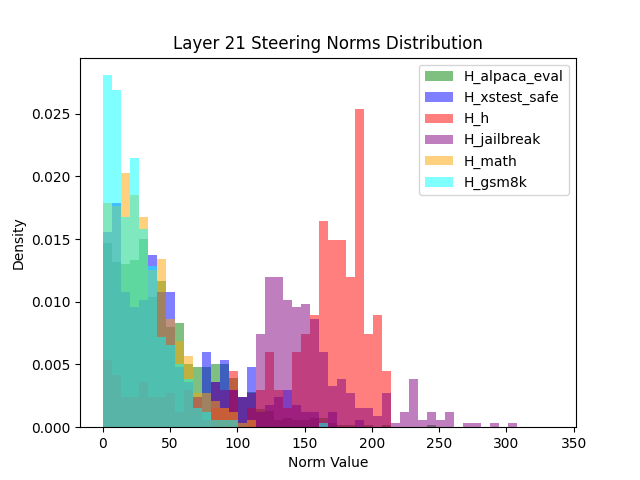 Layer 21 Steering Norms Distribution
H_alpaca_eval
H_xstest_safe
H_h
H_jailbreak
H_math
H_gsm8k
Density
0.025
0.020
0.015
0.010
0.005
0.000
0 50 100 150 200 250 300 350
Norm Value